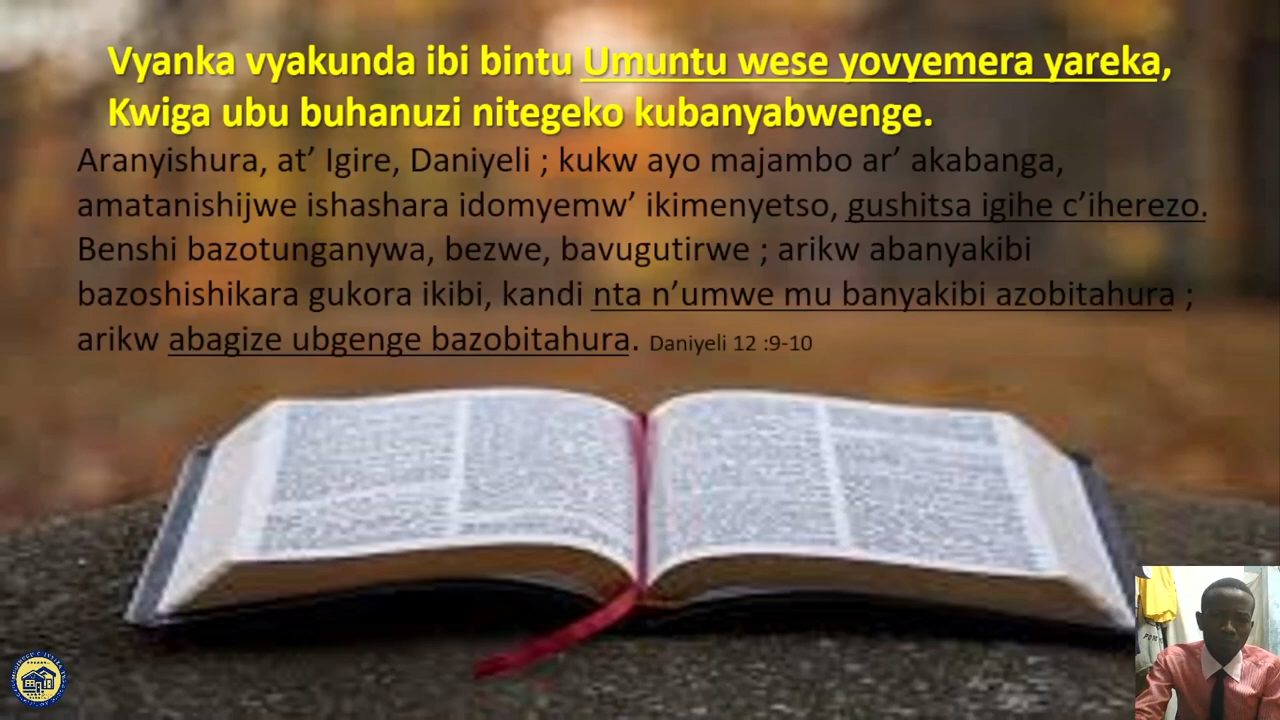 Vyanka vyakunda ibi bintu Umuntu wese yovyemera yareka,
Kwiga ubu buhanuzi nitegeko kubanyabwenge.
Aranyishura, at’ Igire, Daniyeli ; kukw ayo majambo ar’ akabanga,
amatanishijwe ishashara idomyemw’ ikimenyetso, gushitsa igihe c’iherezo.
Benshi bazotunganywa, bezwe, bavugutirwe ; arikw abanyakibi
bazoshishikara gukora ikibi, kandi nta n’umwe mu banyakibi azobitahura ;
arikw abagize ubgenge bazobitahura. Daniyeli 12 :9-10